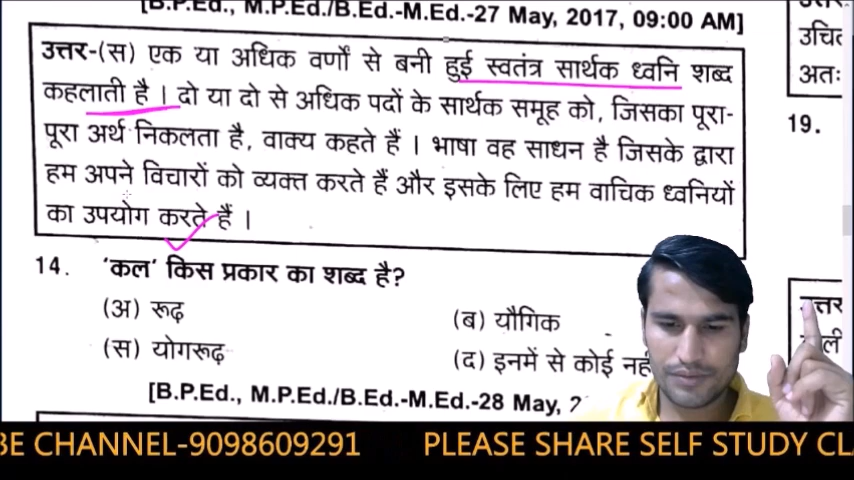 [B.P.Ed., M.P.Ed./B.Ed.-M.Ed.-27 May, 2017, 09:00 AM]
उत्तर-(स) एक या अधिक वर्णों से बनी हुई स्वतंत्र सार्थक ध्वनि शब्द
कहलाती है । दो या दो से अधिक पदों के सार्थक समूह को, जिसका पूरा-
पूरा अर्थ निकलता है, वाक्य कहते हैं । भाषा वह साधन है जिसके द्वारा
हम अपने विचारों को व्यक्त करते हैं और इसके लिए हम वाचिक ध्वनियों
का उपयोग करते हैं ।
14. 'कल' किस प्रकार का शब्द है?
(अ) रूढ़
(ब) यौगिक
(स) योगरूढ़
(द) इनमें से कोई नहीं
[B.P.Ed., M.P.Ed./B.Ed.-M.Ed.-28 May, 2
उचित
अतः
19.
BE CHANNEL-9098609291 PLEASE SHARE SELF STUDY CLA